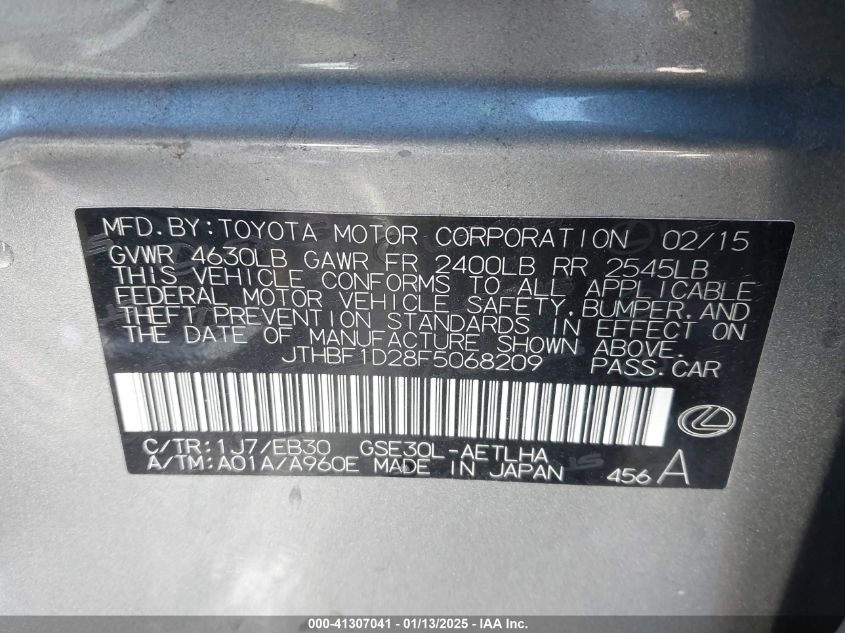 MFD. BY: TOYOTA MOTOR CORPORATION 02/15
GVWR 4630LB GAWR FR 2400LB RR 2545LB
THIS VEHICLE CONFORMS TO ALL APPLICABLE
FEDERAL MOTOR VEHICLE SAFETY, BUMPER, AND
THEFT PREVENTION STANDARDS IN EFFECT ON
THE DATE OF MANUFACTURE SHOWN ABOVE.
JTHBF1D28F5068209 PASS. CAR
C/TR: 1J7/EB30 GSE30L-AETLHA
A/TM: A01A/A960E MADE IN JAPAN 456 A
000-41307041 - 01/13/2025 - IAA Inc.